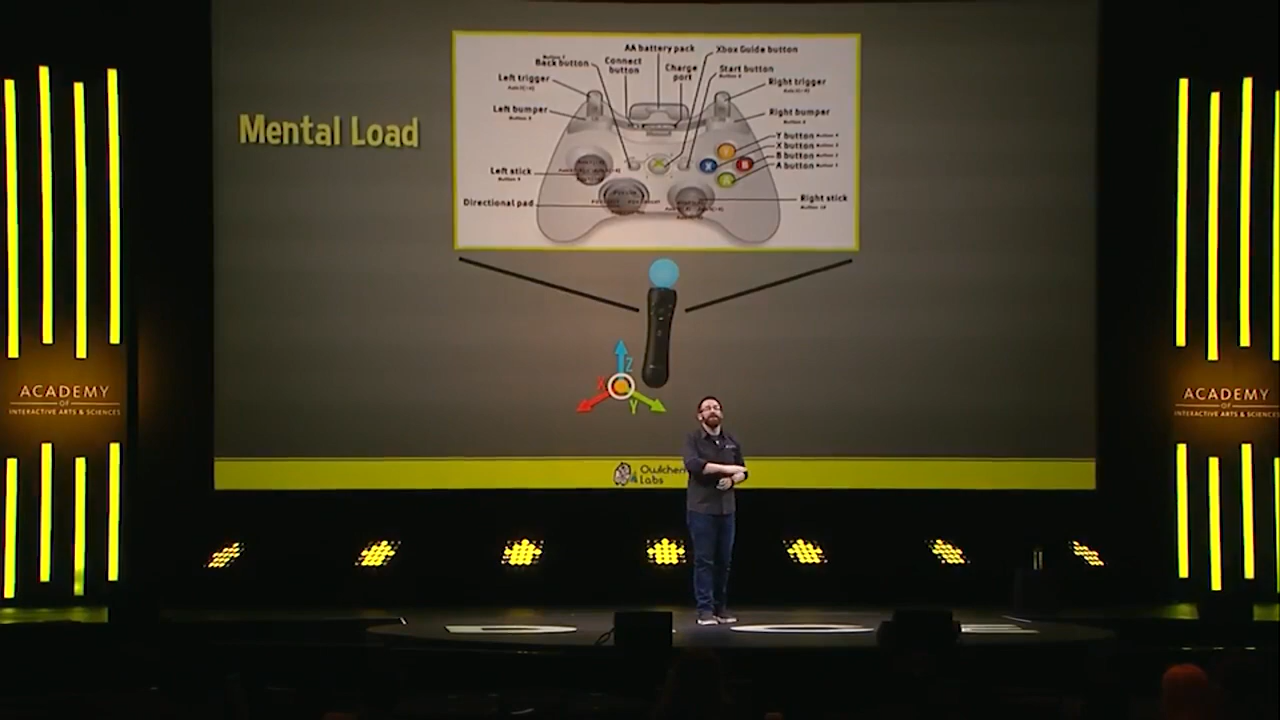 Mental Load
AA battery pack
Xbox Guide button
Back button
Connect
button
Charge
port
Start button
Left trigger
Right trigger
Left bumper
Right bumper
Y button
X button
B button
A button
Left stick
Directional pad
Right stick
Z
X
Y
Owlchem
Labs
ACADEMY
OF
INTERACTIVE ARTS & SCIENCES
ACADEMY
OF
INTERACTIVE ARTS & SCIENCES